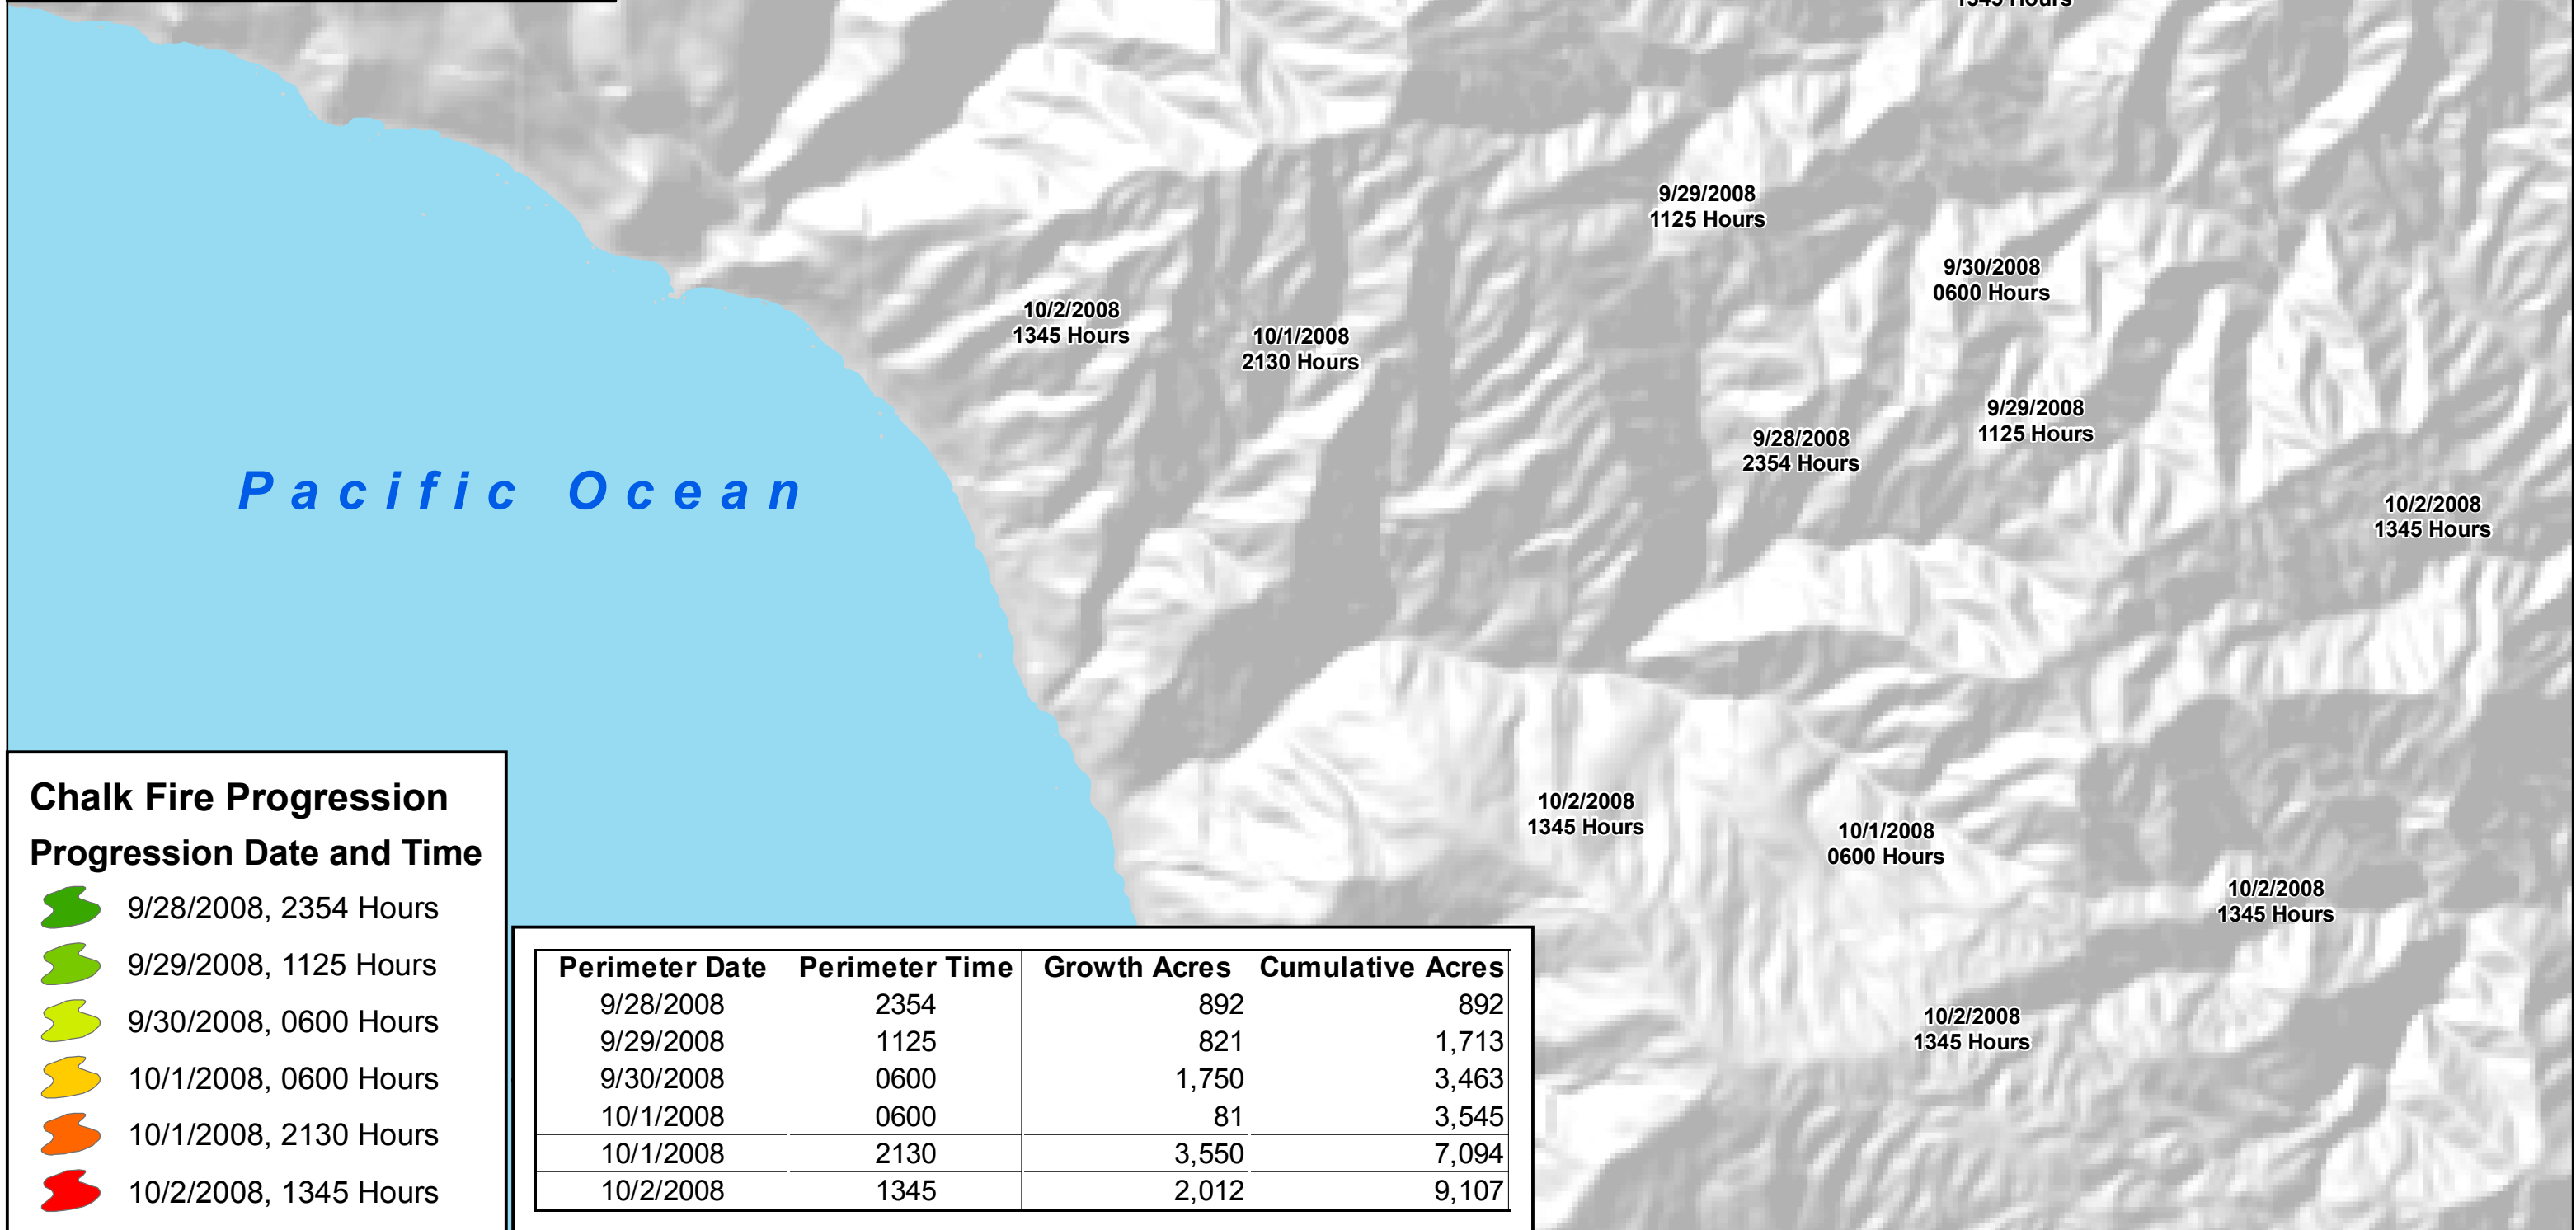 1345 Hours
9/29/2008
1125 Hours
9/30/2008
0600 Hours
10/2/2008
1345 Hours
10/1/2008
2130 Hours
9/29/2008
1125 Hours
9/28/2008
2354 Hours
Pacific Ocean
10/2/2008
1345 Hours
10/2/2008
1345 Hours
10/1/2008
0600 Hours
10/2/2008
1345 Hours
10/2/2008
1345 Hours
Chalk Fire Progression
Progression Date and Time
9/28/2008, 2354 Hours
9/29/2008, 1125 Hours
9/30/2008, 0600 Hours
10/1/2008, 0600 Hours
10/1/2008, 2130 Hours
10/2/2008, 1345 Hours
Perimeter Date Perimeter Time Growth Acres Cumulative Acres
9/28/2008 2354 892 892
9/29/2008 1125 821 1,713
9/30/2008 0600 1,750 3,463
10/1/2008 0600 81 3,545
10/1/2008 2130 3,550 7,094
10/2/2008 1345 2,012 9,107